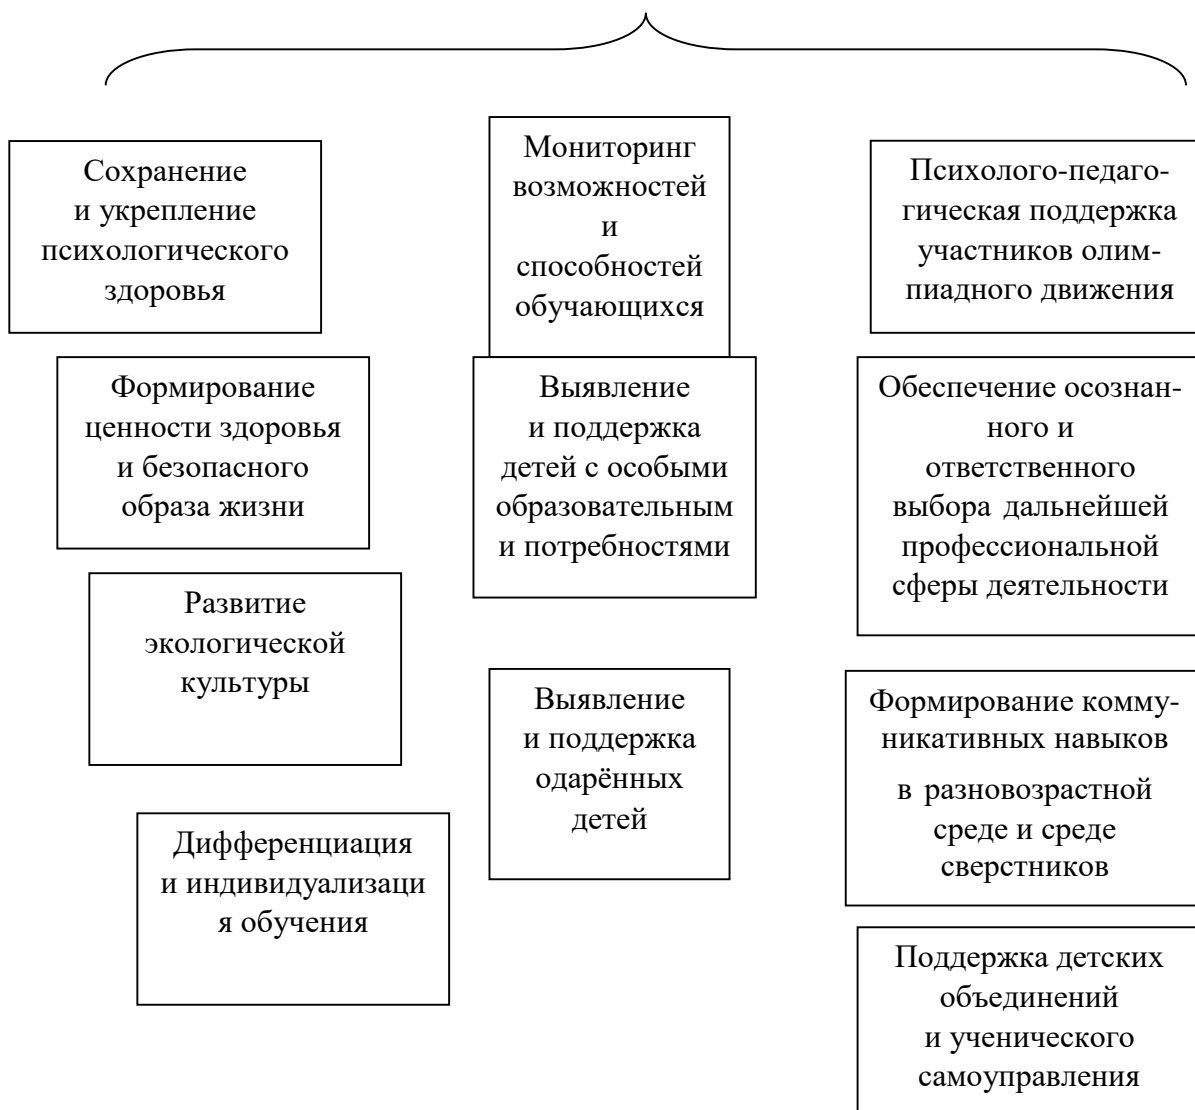 Сохранение
и укрепление
психологического
здоровья
Формирование
ценности здоровья
и безопасного
образа жизни
Развитие
экологической
культуры
Дифференциация
и индивидуализаци
я обучения
Мониторинг
возможностей
и
способностей
обучающихся
Выявление
и поддержка
детей с особыми
образовательным
и потребностями
Выявление
и поддержка
одарённых
детей
Психолого-педаго-
гическая поддержка
участников олим-
пиадного движения
Обеспечение осознан-
ного и
ответственного
выбора дальнейшей
профессиональной
сферы деятельности
Формирование комму-
никативных навыков
в разновозрастной
среде и среде
сверстников
Поддержка детских
объединений
и ученического
самоуправления